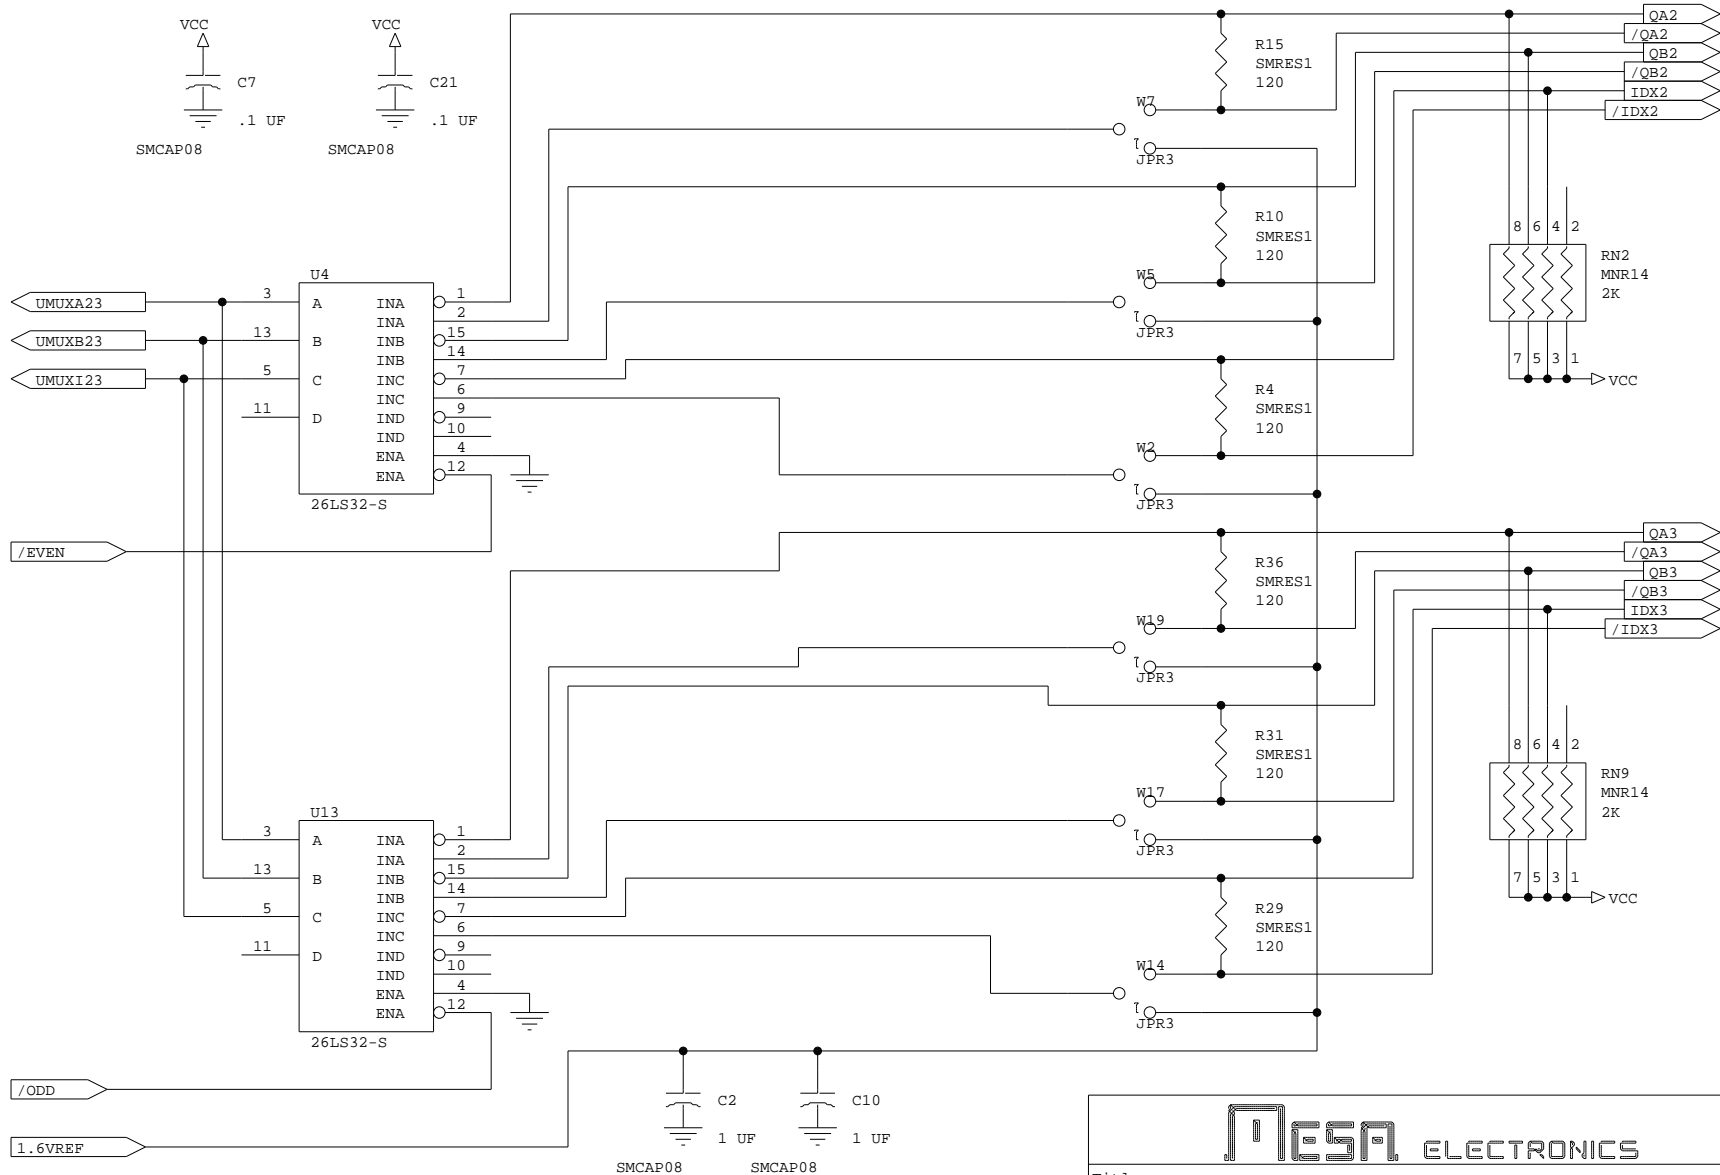 VCC
VCC
C7
.1 UF
SMCAP08
C21
.1 UF
SMCAP08
R15
SMRES1
120
W7
JPR3
QA2
/QA2
QB2
/QB2
IDX2
/IDX2
R10
SMRES1
120
W5
JPR3
8 6 4 2
RN2
MNR14
2K
7 5 3 1
VCC
R4
SMRES1
120
W2
JPR3
UMUXA23
UMUXB23
UMUXI23
U4
3 A INA 1
INA 2
13 B INB 15
INB 14
5 C INC 7
INC 6
11 D IND 9
IND 10
ENA 4
ENA 12
26LS32-S
/EVEN
R36
SMRES1
120
W19
JPR3
QA3
/QA3
QB3
/QB3
IDX3
/IDX3
R31
SMRES1
120
W17
JPR3
8 6 4 2
RN9
MNR14
2K
7 5 3 1
VCC
R29
SMRES1
120
W14
JPR3
U13
3 A INA 1
INA 2
13 B INB 15
INB 14
5 C INC 7
INC 6
11 D IND 9
IND 10
ENA 4
ENA 12
26LS32-S
/ODD
1.6VREF
C2
1 UF
SMCAP08
C10
1 UF
SMCAP08
MESA ELECTRONICS